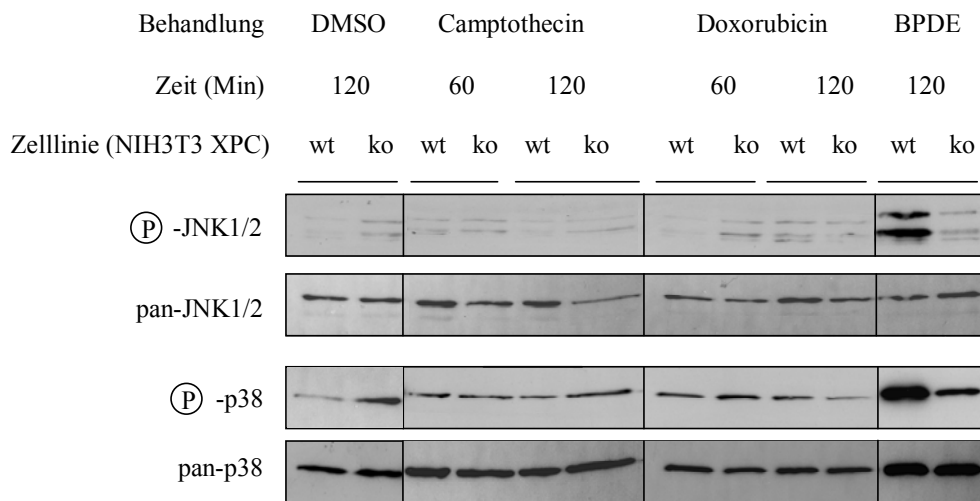 Behandlung DMSO Camptothecin Doxorubicin BPDE
Zeit (Min) 120 60 120 60 120 120
Zelllinie (NIH3T3 XPC) wt ko wt ko wt ko wt ko wt ko wt ko
P -JNK1/2
pan-JNK1/2
P -p38
pan-p38